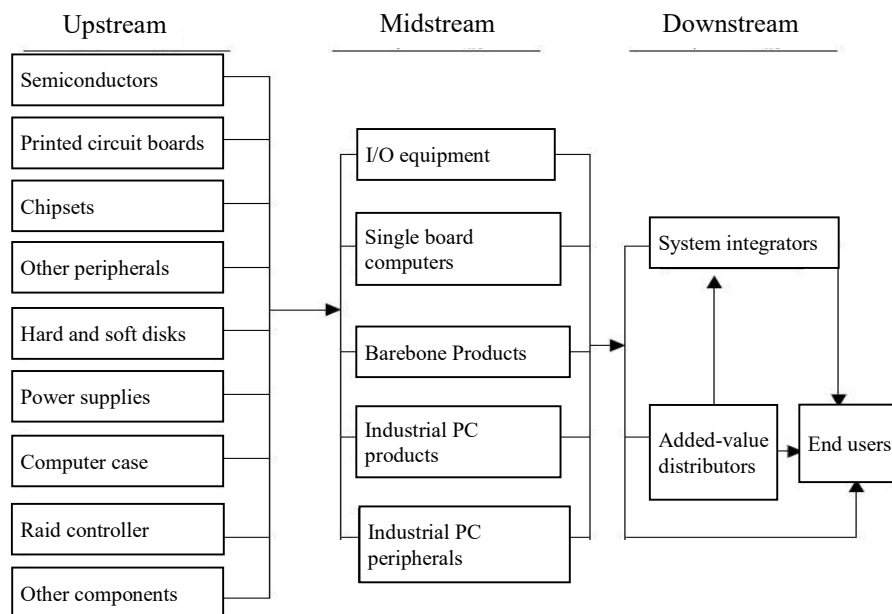 Upstream
Midstream
Downstream
Semiconductors
Printed circuit boards
Chipsets
Other peripherals
Hard and soft disks
Power supplies
Computer case
Raid controller
Other components
I/O equipment
Single board
computers
Barebone Products
Industrial PC
products
Industrial PC
peripherals
System integrators
Added-value
distributors
End users